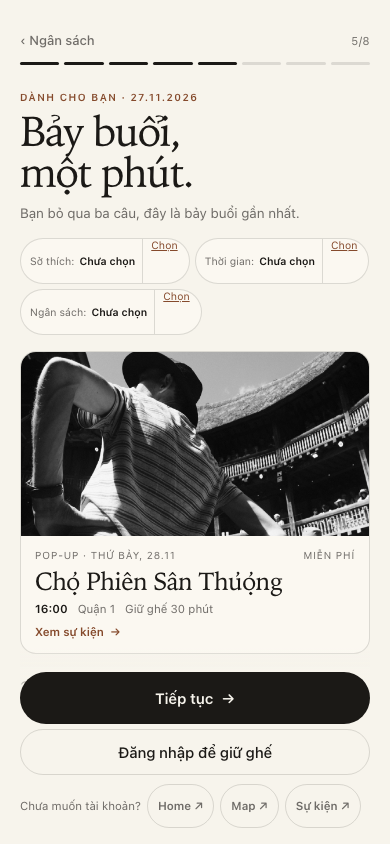 ‹ Ngân sách
5/8
DÀNH CHO BẠN · 27.11.2026
Bảy buổi,
một phút.
Bạn bỏ qua ba câu, đây là bảy buổi gần nhất.
Sở thích: Chưa chọn Chọn
Thời gian: Chưa chọn Chọn
Ngân sách: Chưa chọn Chọn
POP-UP · THỨ BẢY, 28.11
MIỄN PHÍ
Chợ Phiên Sân Thượng
16:00 Quận 1 Giữ ghế 30 phút
Xem sự kiện →
Tiếp tục →
Đăng nhập để giữ ghế
Chưa muốn tài khoản? Home ↗ Map ↗ Sự kiện ↗